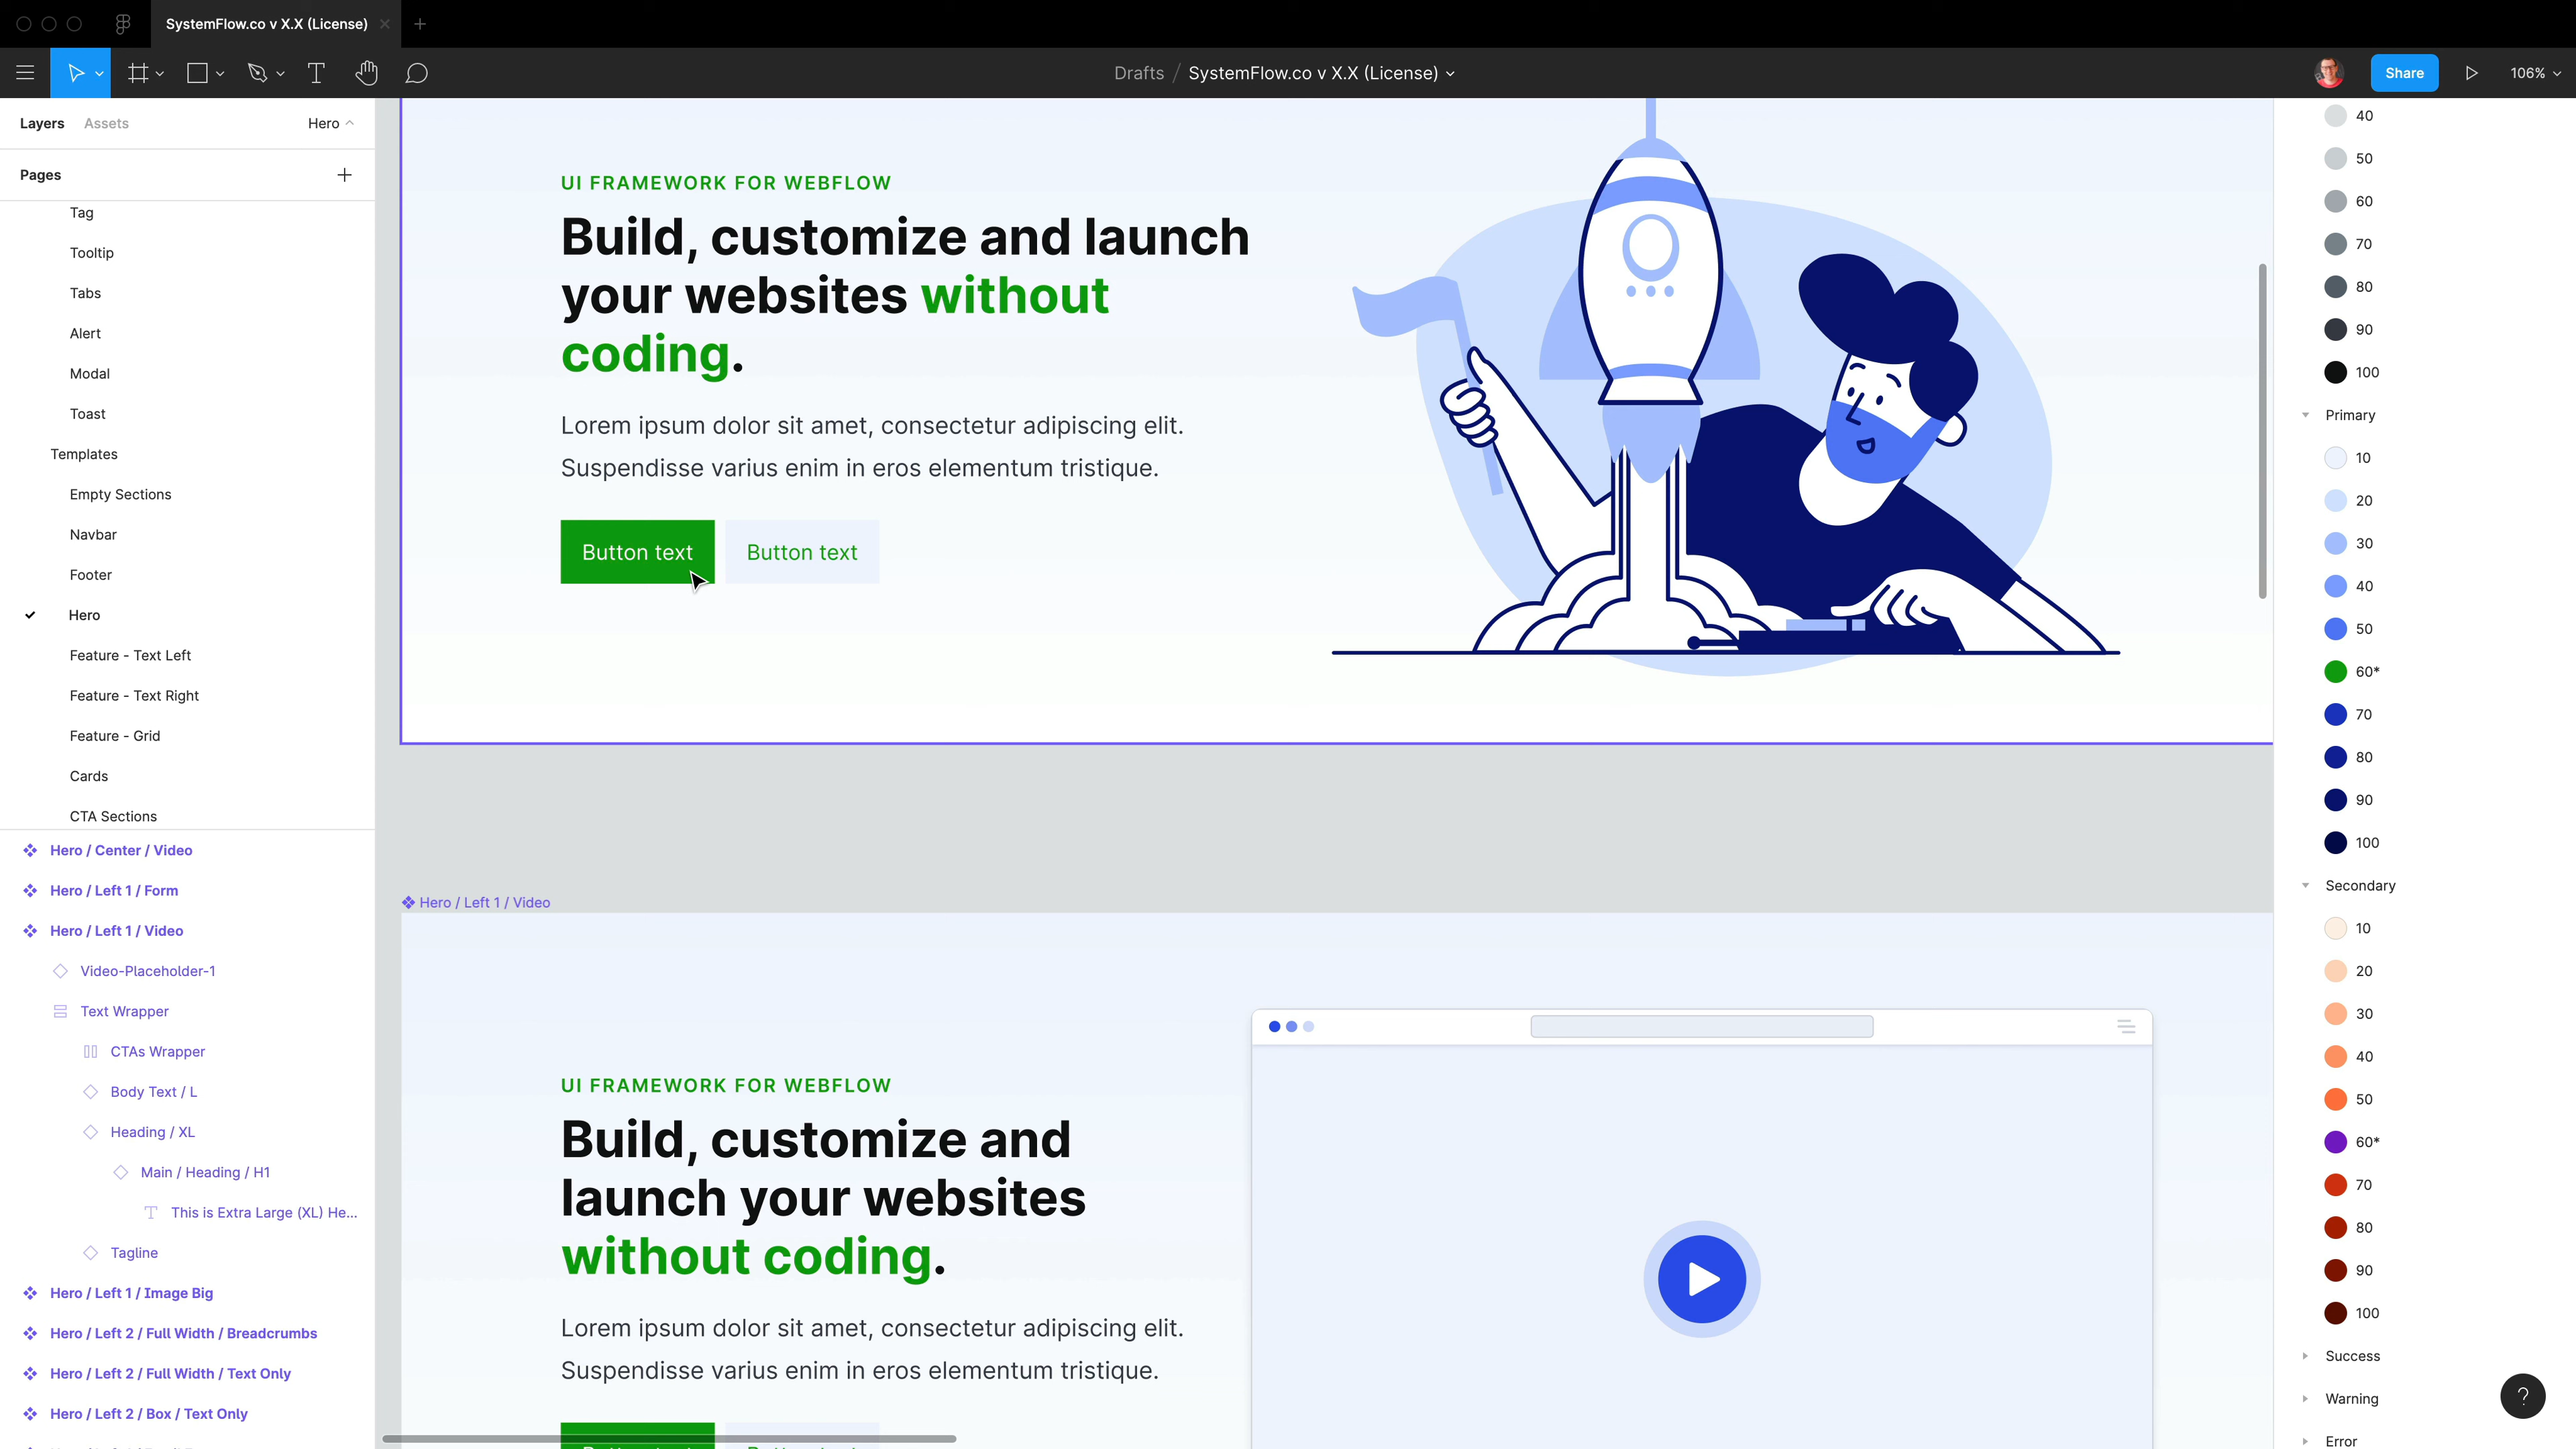 SystemFlow.co v X.X (License)
Drafts / SystemFlow.co v X.X (License)
Share
106%
Layers
Assets
Hero
Pages
Tag
Tooltip
Tabs
Alert
Modal
Toast
Templates
Empty Sections
Navbar
Footer
Hero
Feature - Text Left
Feature - Text Right
Feature - Grid
Cards
CTA Sections
Hero / Center / Video
Hero / Left 1 / Form
Hero / Left 1 / Video
Video-Placeholder-1
Text Wrapper
CTAs Wrapper
Body Text / L
Heading / XL
Main / Heading / H1
This is Extra Large (XL) He...
Tagline
Hero / Left 1 / Image Big
Hero / Left 2 / Full Width / Breadcrumbs
Hero / Left 2 / Full Width / Text Only
Hero / Left 2 / Box / Text Only
UI FRAMEWORK FOR WEBFLOW
Build, customize and launch
your websites without
coding.
Lorem ipsum dolor sit amet, consectetur adipiscing elit.
Suspendisse varius enim in eros elementum tristique.
Button text
Button text
Hero / Left 1 / Video
UI FRAMEWORK FOR WEBFLOW
Build, customize and
launch your websites
without coding.
Lorem ipsum dolor sit amet, consectetur adipiscing elit.
Suspendisse varius enim in eros elementum tristique.
40
50
60
70
80
90
100
Primary
10
20
30
40
50
60*
70
80
90
100
Secondary
10
20
30
40
50
60*
70
80
90
100
Success
Warning
Error
?